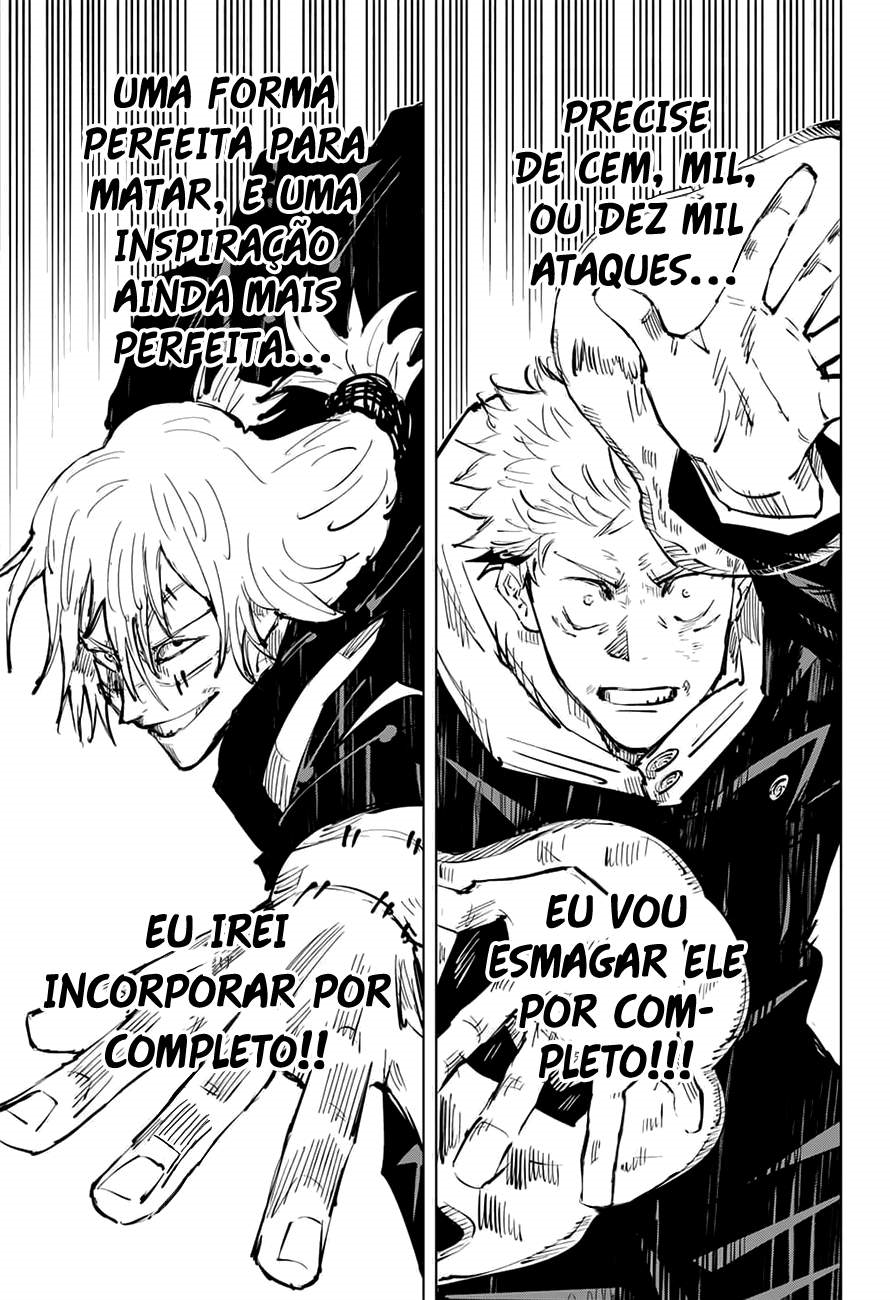 PRECISE
DE CEM, MIL,
OU DEZ MIL
ATAQUES...
EU VOU
ESMAGAR ELE
POR COM-
PLETO!!!
UMA FORMA
PERFEITA PARA
MATAR, E UMA
INSPIRAÇÃO
AINDA MAIS
PERFEITA...
EU IREI
INCORPORAR POR
COMPLETO!!